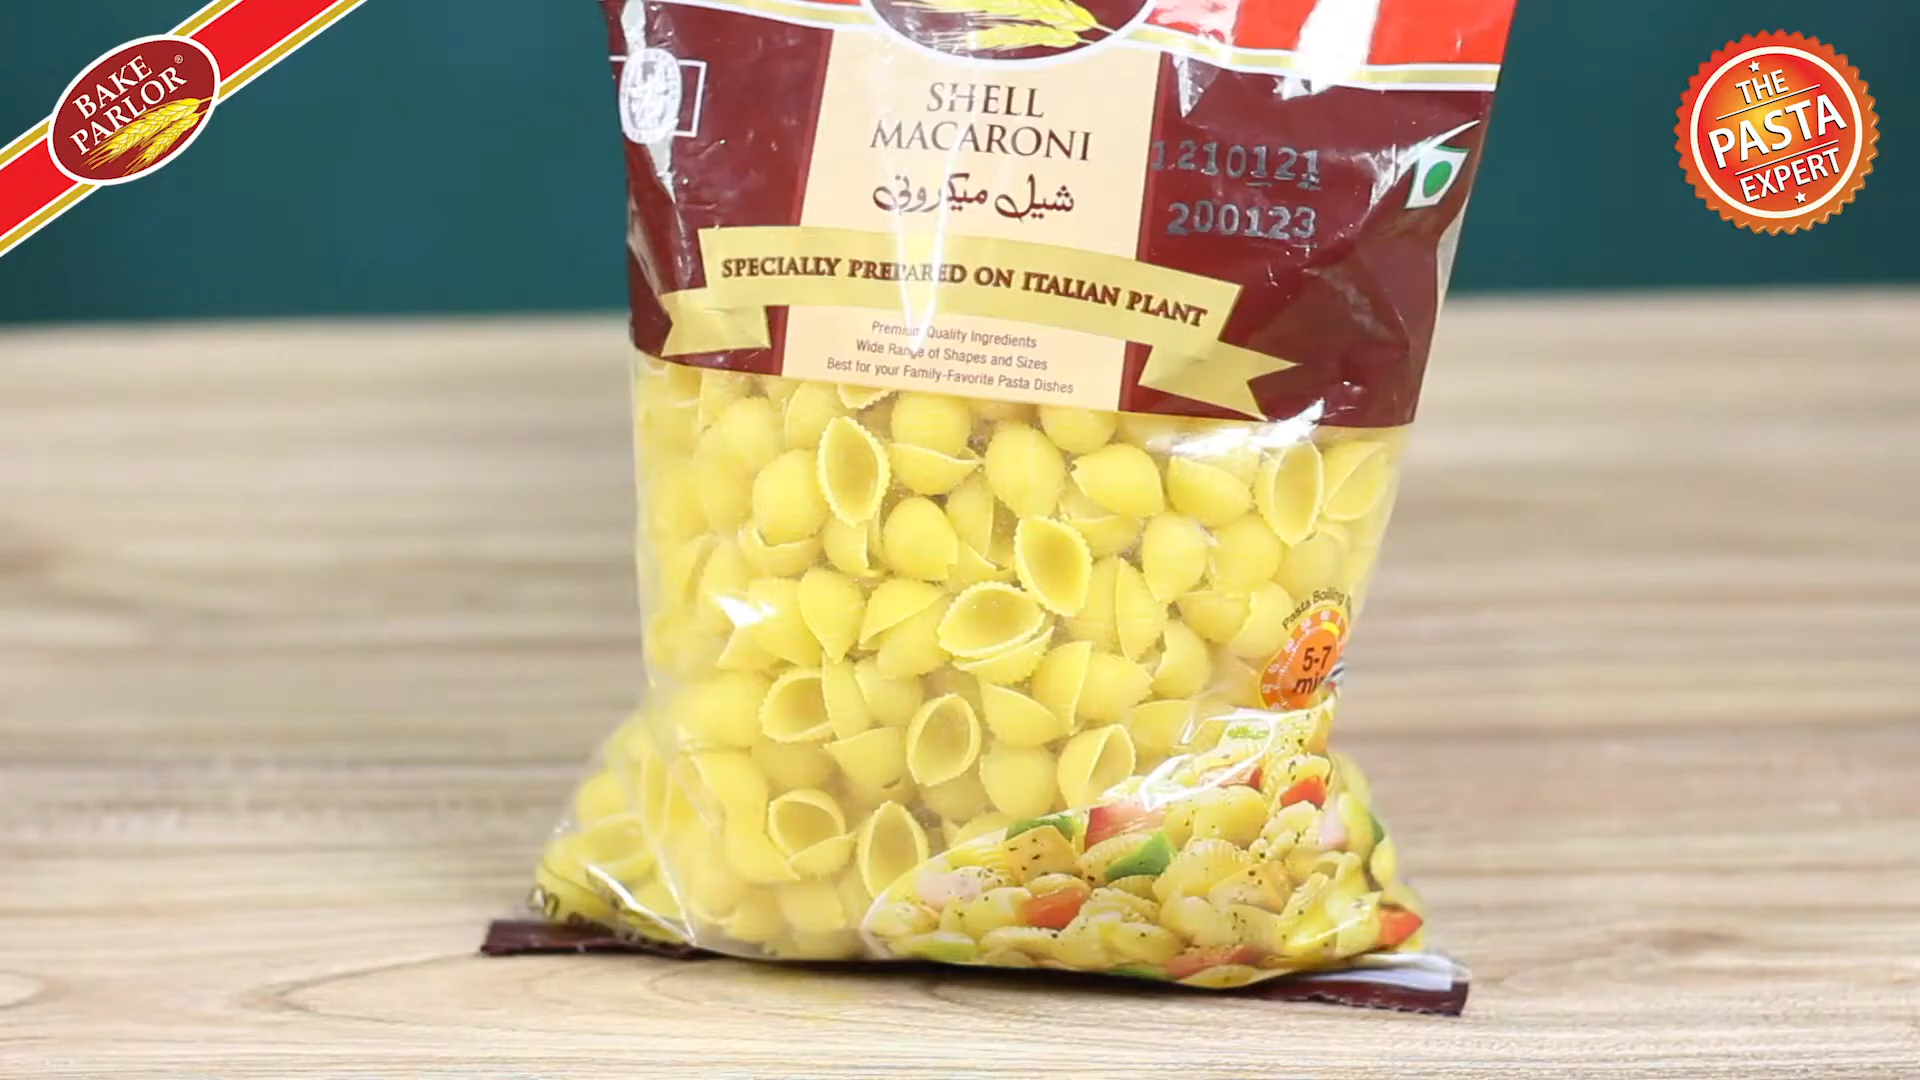 BAKE
PARLOR®
THE
PASTA
EXPERT
SHELL
MACARONI
شیل میکرونی
1210121
200123
SPECIALLY PREPARED ON ITALIAN PLANT
Premium Quality Ingredients
Wide Range of Shapes and Sizes
Best for your Family-Favorite Pasta Dishes
Pasta Boiling
5-7